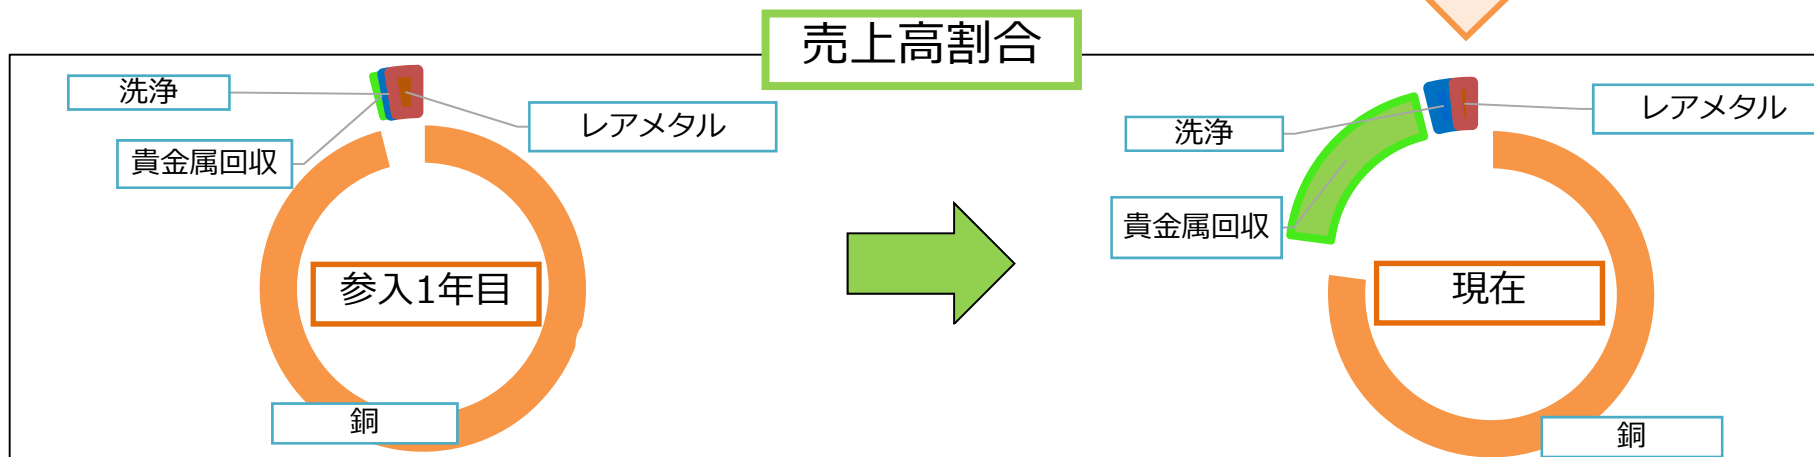 売上高割合
洗浄
レアメタル
貴金属回収
参入1年目
銅
洗浄
レアメタル
貴金属回収
現在
銅